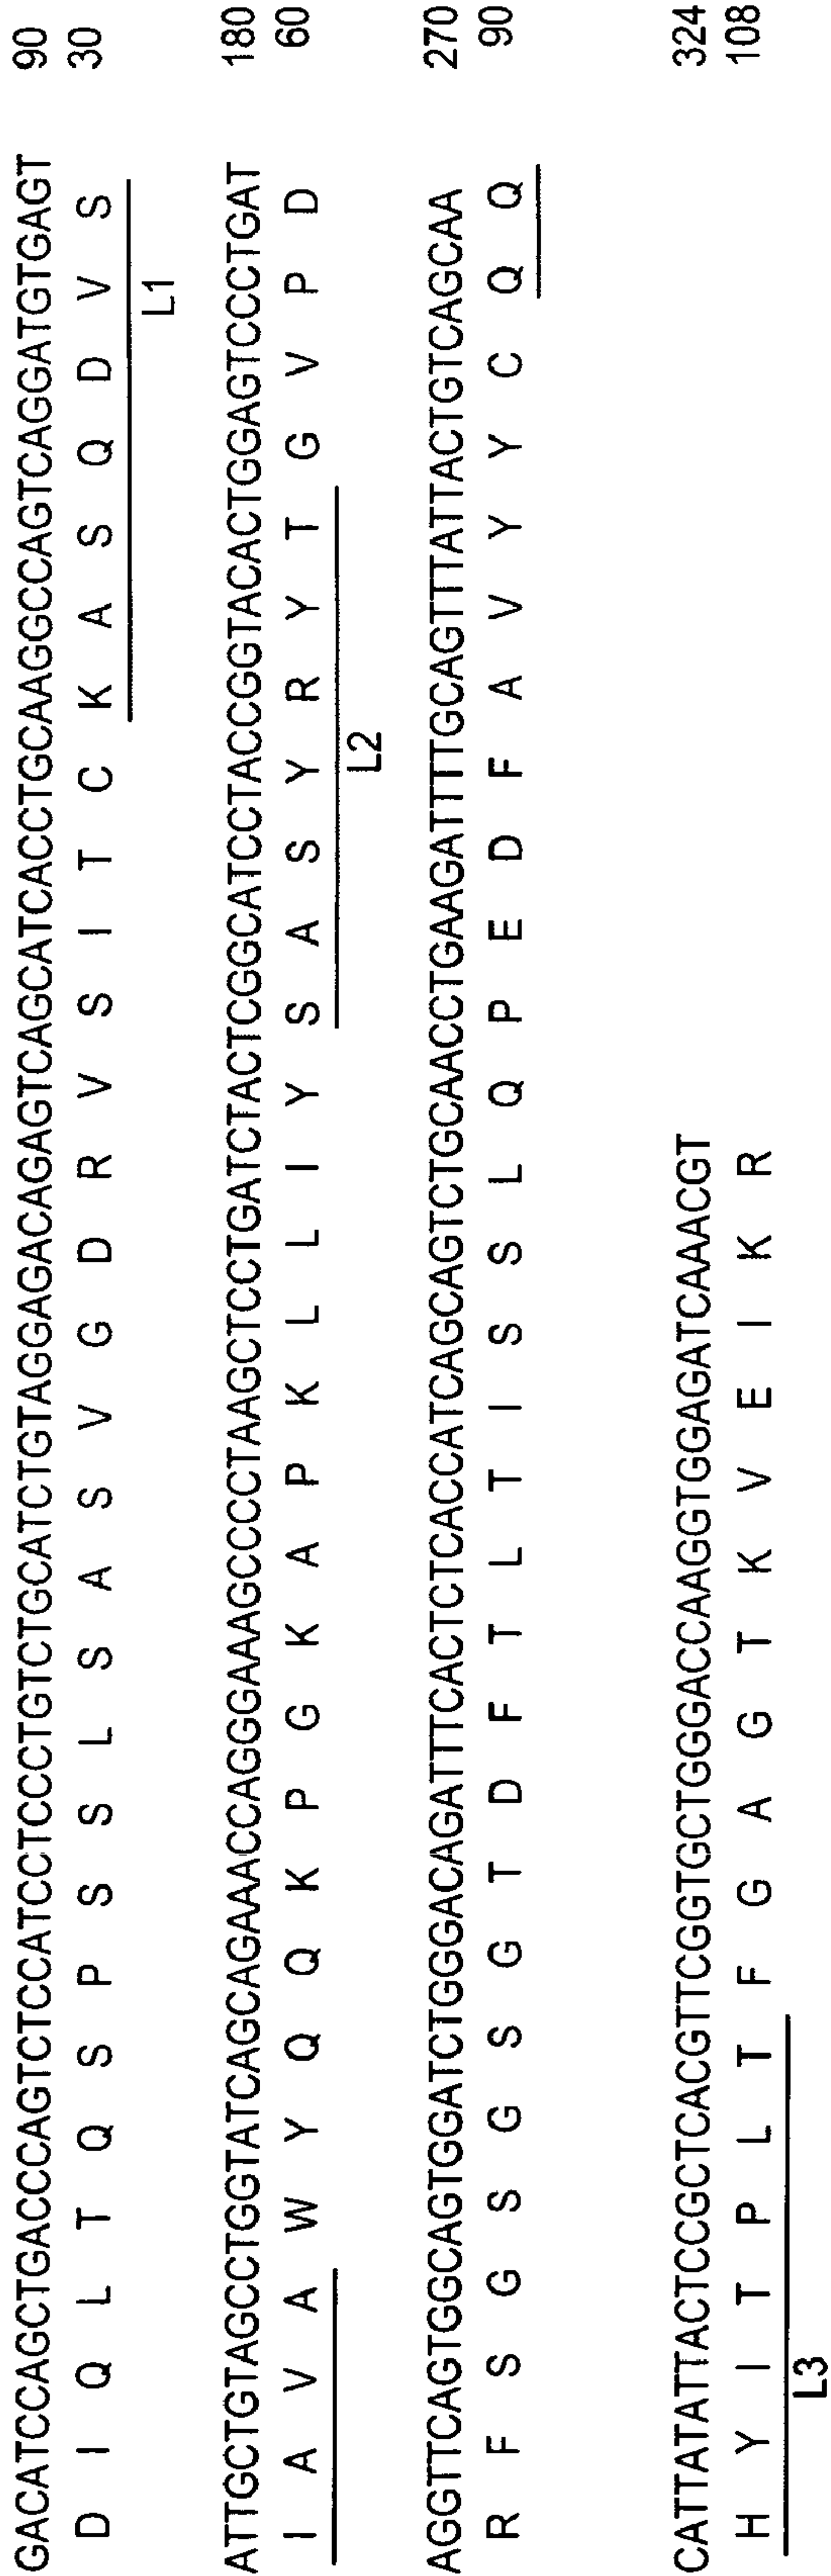 GACATCCAGCTGACCCAGTCTCCATCCTCCCTGTCTGCATCTGTAGGAGACAGAGTCAGCATCACCTGCAAGGCCAGTCAGGATGTGAGT 90
D I Q L T Q S P S S L S A S V G D R V S I T C K A S Q D V S 30
L1
ATTGCTGTAGCCTGGTATCAGCAGAAACCAGGGAAAGCCCCTAAGCTCCTGATCTACTCGGCATCCTACCGGTACACTGGAGTCCCTGAT 180
I A V A W Y Q Q K P G K A P K L L I Y S A S Y R Y T G V P D 60
L2
AGGTTCAGTGGCAGTGGATCTGGGACAGATTTCACTCTCACCATCAGCAGTCTGCAACCTGAAGATTTTGCAGTTTATTACTGTCAGCAA 270
R F S G S G S G T D F T L T I S S L Q P E D F A V Y Y C Q Q 90
CATTATATTACTCCGCTCACGTTCGGTGCTGGGACCAAGGTGGAGATCAAACGT 324
H Y I T P L T F G A G T K V E I K R 108
L3